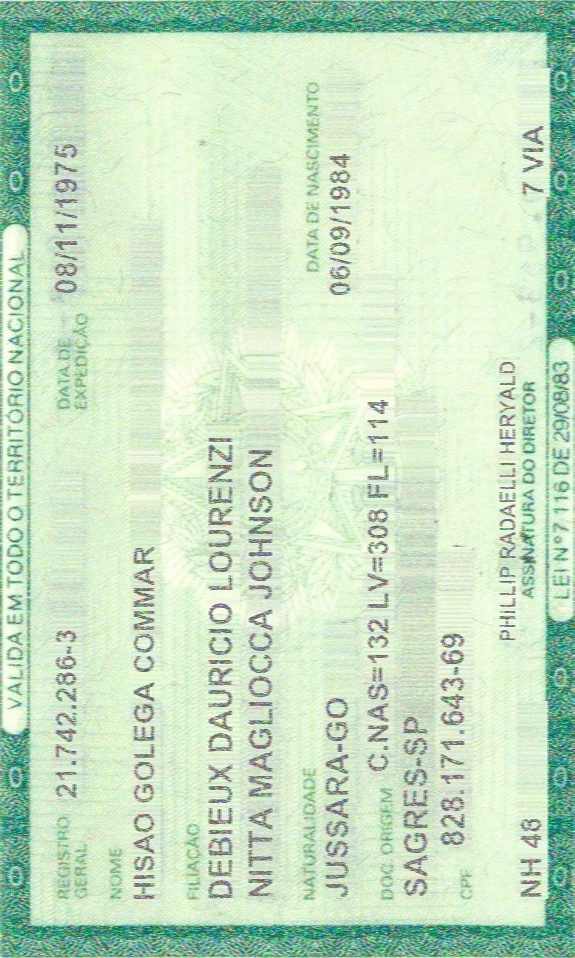 VÁLIDA EM TODO O TERRITÓRIO NACIONAL
REGISTRO GERAL 21.742.286-3 DATA DE EXPEDIÇÃO 08/11/1975
NOME
HISAO GOLEGA COMMAR
FILIAÇÃO
DEBIEUX DAURICIO LOURENZI
NITTA MAGLIOCCA JOHNSON
NATURALIDADE DATA DE NASCIMENTO
JUSSARA-GO 06/09/1984
DOC. ORIGEM C.NAS=132 LV=308 FL=114
SAGRES-SP
CPF 828.171.643-69
PHILLIP RADAELLI HERYALD
NH 48 ASSINATURA DO DIRETOR 7 VIA
LEI Nº 7.116 DE 29/08/83